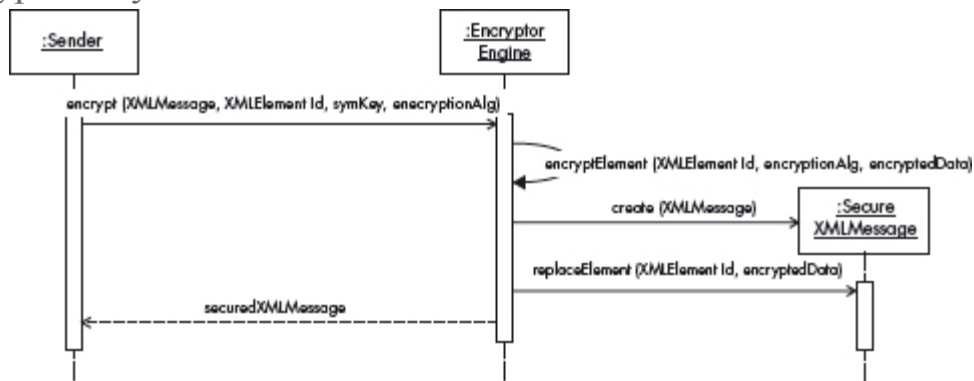 :Sender
:Encryptor
Engine
encrypt (XMLMessage, XMLElement Id, symKey, enecryptionAlg)
encryptElement (XMLElement Id, encryptionAlg, encryptedData)
create (XMLMessage)
:Secure
XMLMessage
replaceElement (XMLElement Id, encryptedData)
securedXMLMessage